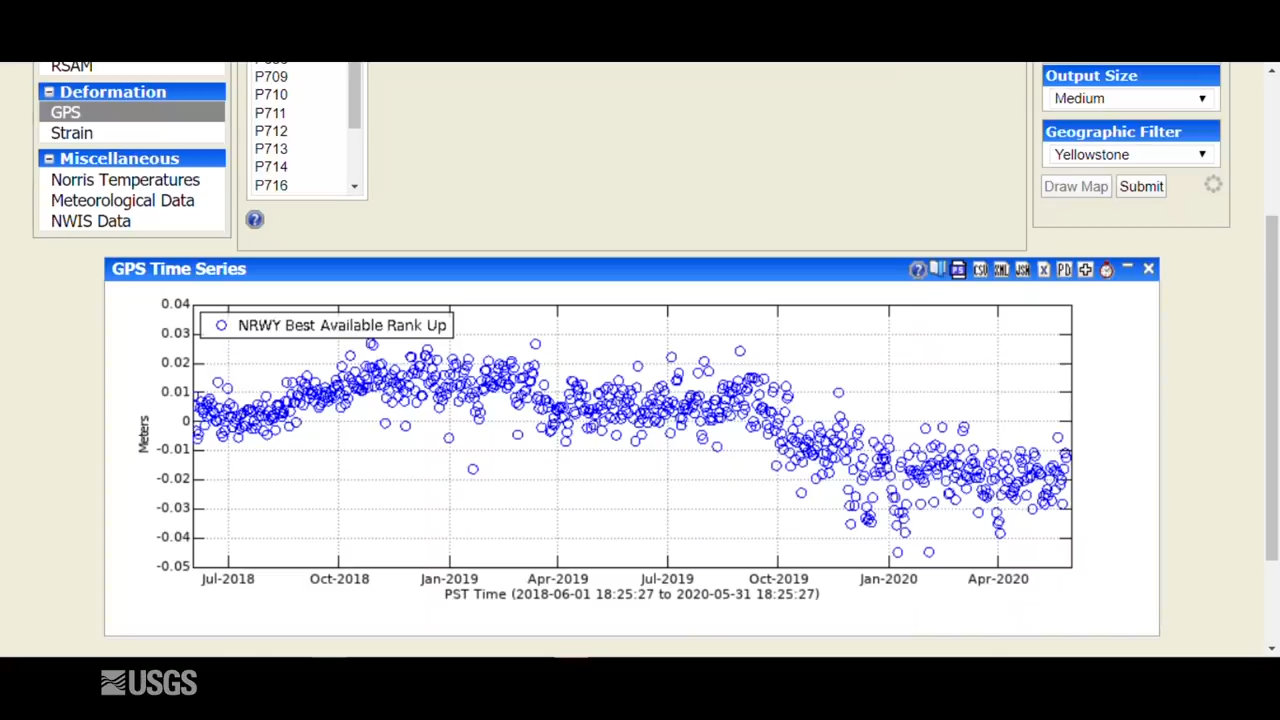 RSAM
Deformation
GPS
Strain
Miscellaneous
Norris Temperatures
Meteorological Data
NWIS Data
P709
P710
P711
P712
P713
P714
P716
Output Size
Medium
Geographic Filter
Yellowstone
Draw Map Submit
GPS Time Series
CSV XML JSN X PD
NRWY Best Available Rank Up
0.04
0.03
0.02
0.01
0
-0.01
-0.02
-0.03
-0.04
-0.05
Meters
Jul-2018 Oct-2018 Jan-2019 Apr-2019 Jul-2019 Oct-2019 Jan-2020 Apr-2020
PST Time (2018-06-01 18:25:27 to 2020-05-31 18:25:27)
USGS